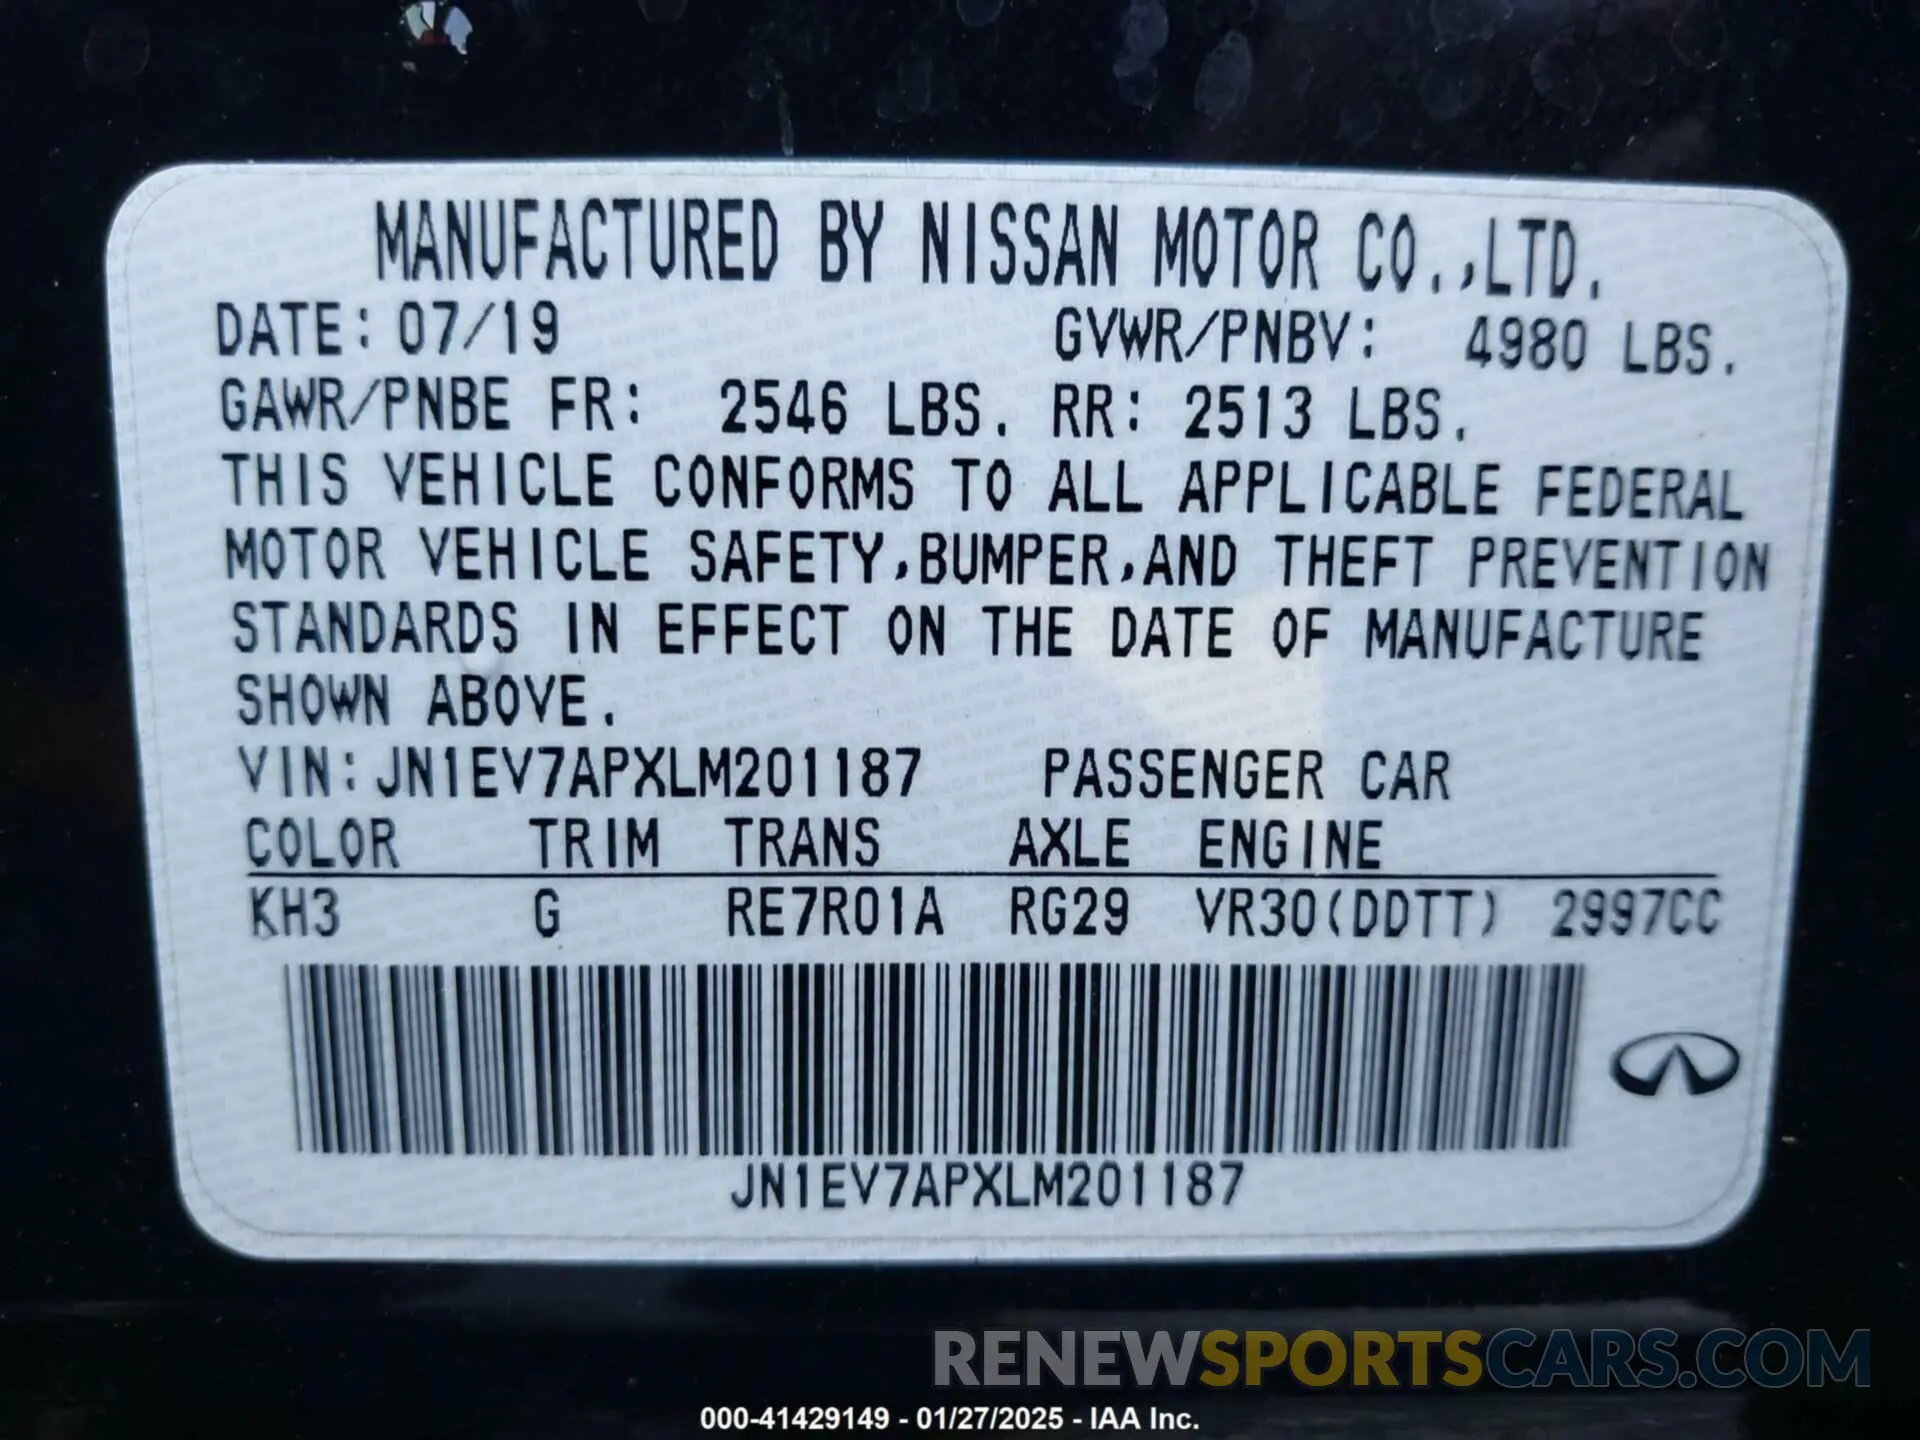 MANUFACTURED BY NISSAN MOTOR CO.,LTD.
DATE: 07/19 GVWR/PNBV: 4980 LBS.
GAWR/PNBE FR: 2546 LBS. RR: 2513 LBS.
THIS VEHICLE CONFORMS TO ALL APPLICABLE FEDERAL
MOTOR VEHICLE SAFETY,BUMPER,AND THEFT PREVENTION
STANDARDS IN EFFECT ON THE DATE OF MANUFACTURE
SHOWN ABOVE.
VIN:JN1EV7APXLM201187 PASSENGER CAR
COLOR TRIM TRANS AXLE ENGINE
KH3 G RE7R01A RG29 VR30(DDTT) 2997CC
JN1EV7APXLM201187
RENEWSPORTSCARS.COM
000-41429149 - 01/27/2025 - IAA Inc.